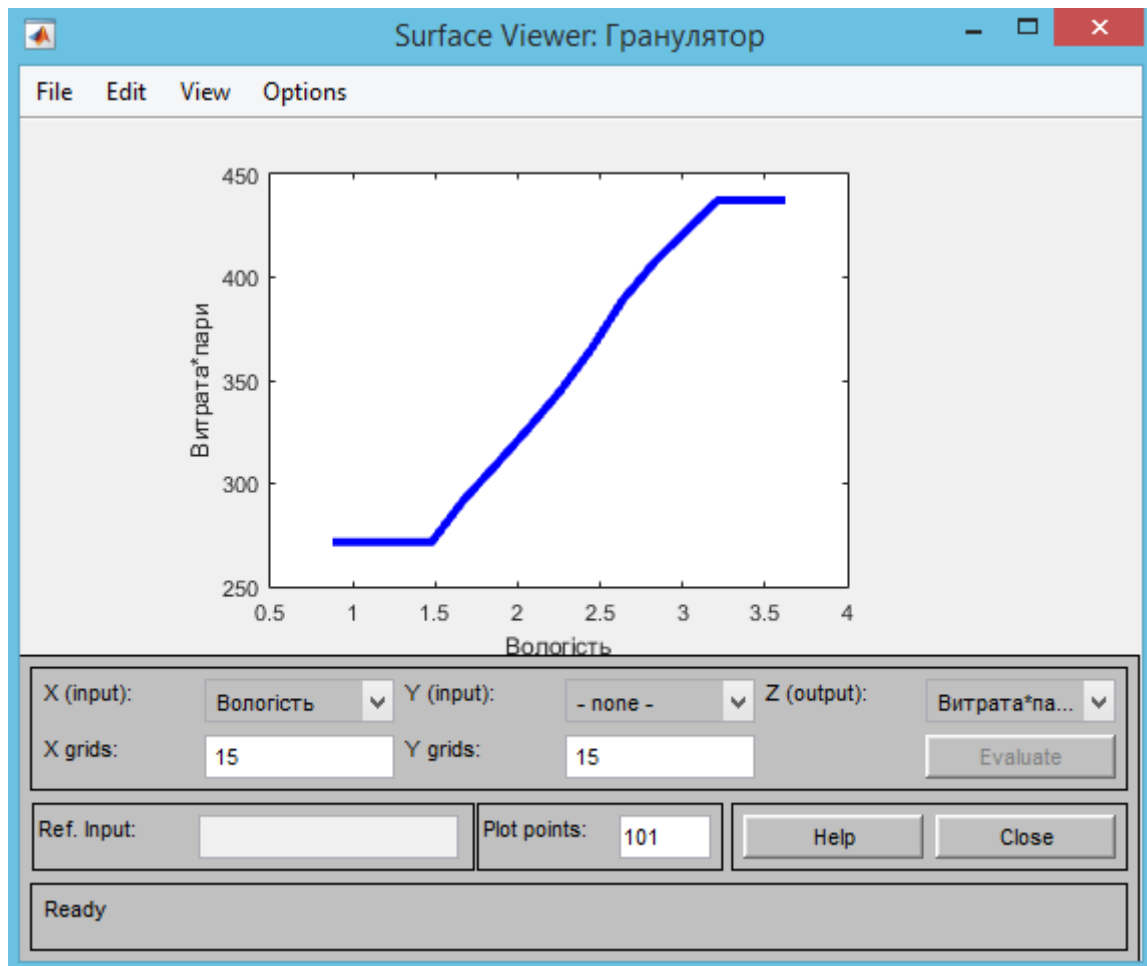 Surface Viewer: Гранулятор
File Edit View Options
450
400
350
300
250
Витрата*пари
0.5 1 1.5 2 2.5 3 3.5 4
Вологість
X (input): Вологість Y (input): - none - Z (output): Витрата*па...
X grids: 15 Y grids: 15 Evaluate
Ref. Input: Plot points: 101 Help Close
Ready